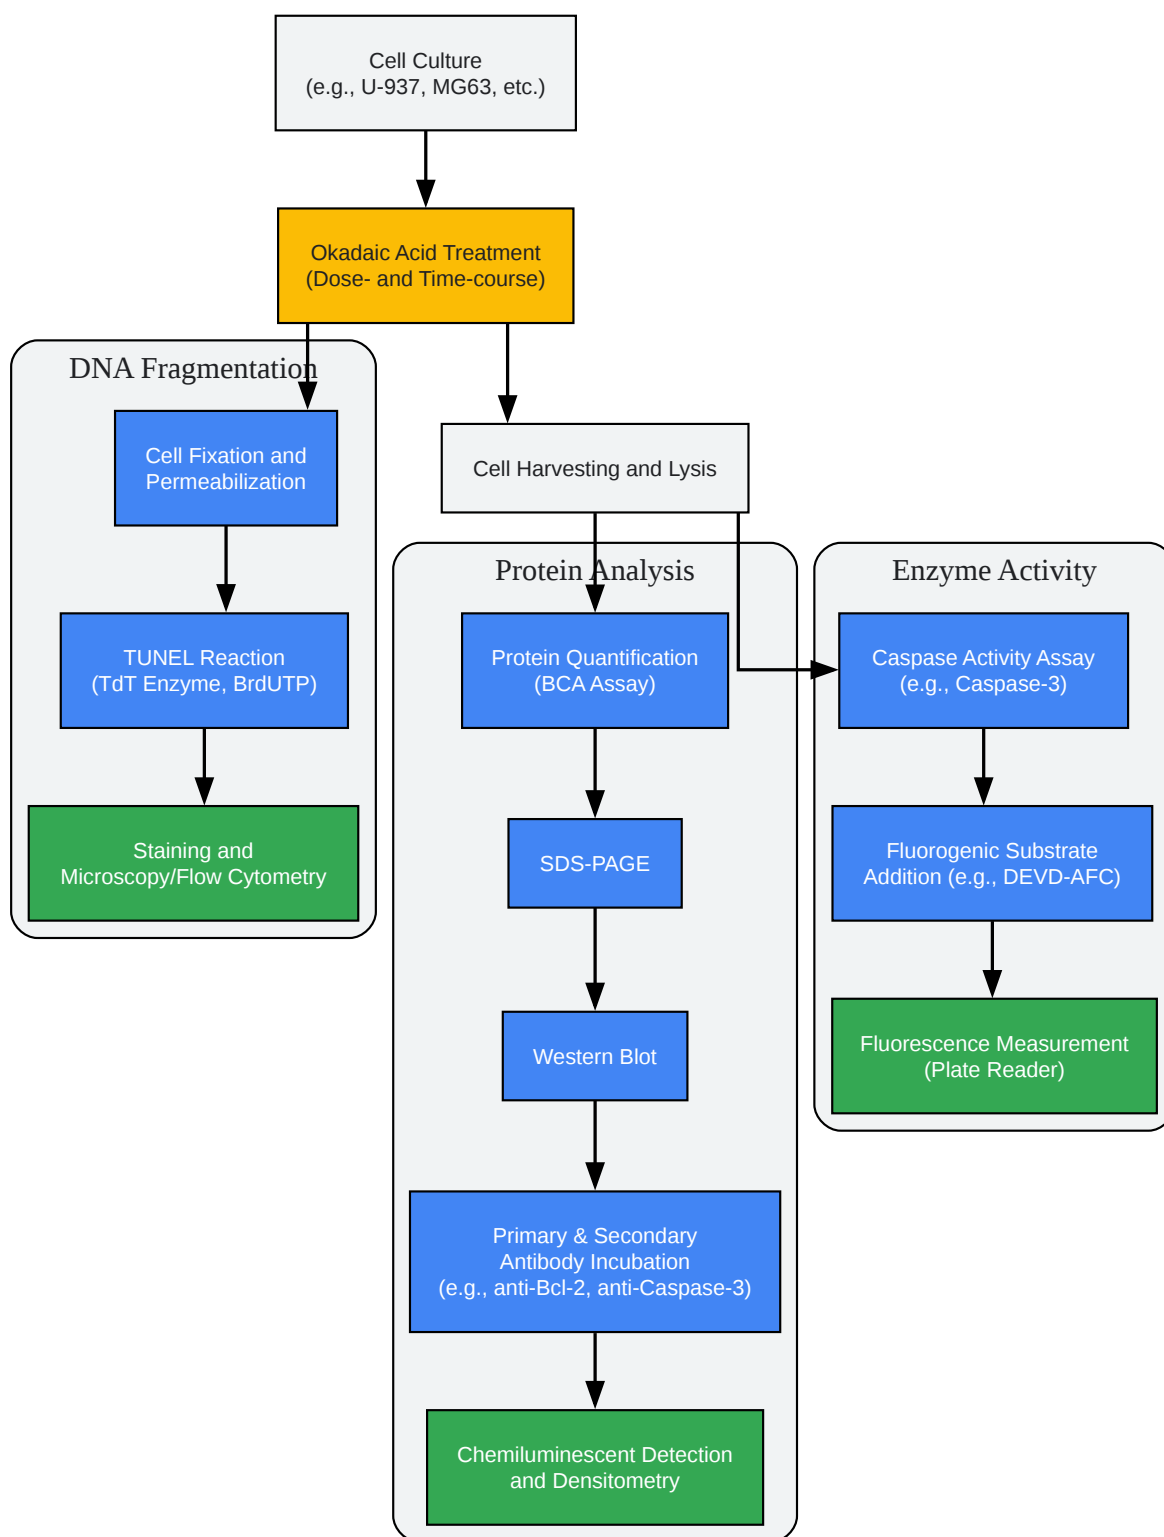 Cell Culture
(e.g., U-937, MG63, etc.)
Okadaic Acid Treatment
(Dose- and Time-course)
DNA Fragmentation
Cell Fixation and
Permeabilization
TUNEL Reaction
(TdT Enzyme, BrdUTP)
Staining and
Microscopy/Flow Cytometry
Cell Harvesting and Lysis
Protein Analysis
Protein Quantification
(BCA Assay)
SDS-PAGE
Western Blot
Primary & Secondary
Antibody Incubation
(e.g., anti-Bcl-2, anti-Caspase-3)
Chemiluminescent Detection
and Densitometry
Enzyme Activity
Caspase Activity Assay
(e.g., Caspase-3)
Fluorogenic Substrate
Addition (e.g., DEVD-AFC)
Fluorescence Measurement
(Plate Reader)